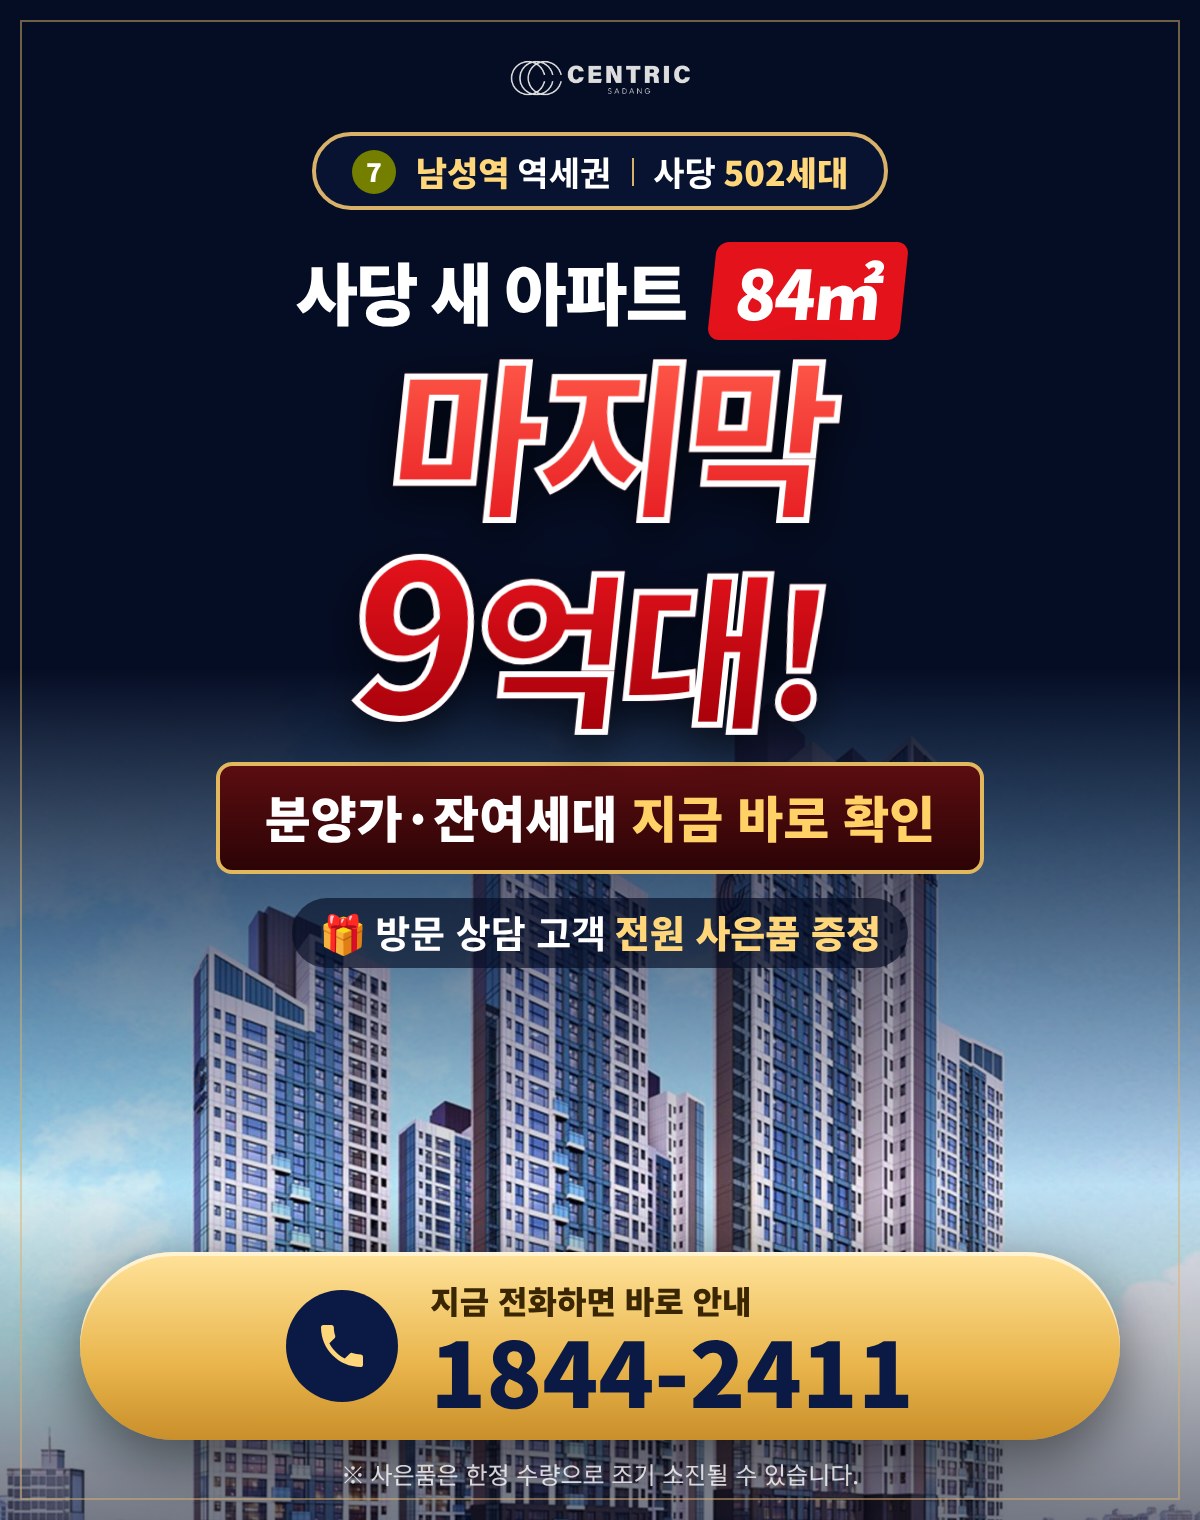 CENTRIC
SADANG
7 남성역 역세권 | 사당 502세대
사당 새 아파트 84㎡
마지막
9억대!
분양가·잔여세대 지금 바로 확인
방문 상담 고객 전원 사은품 증정
지금 전화하면 바로 안내
1844-2411
※ 사은품은 한정 수량으로 조기 소진될 수 있습니다.